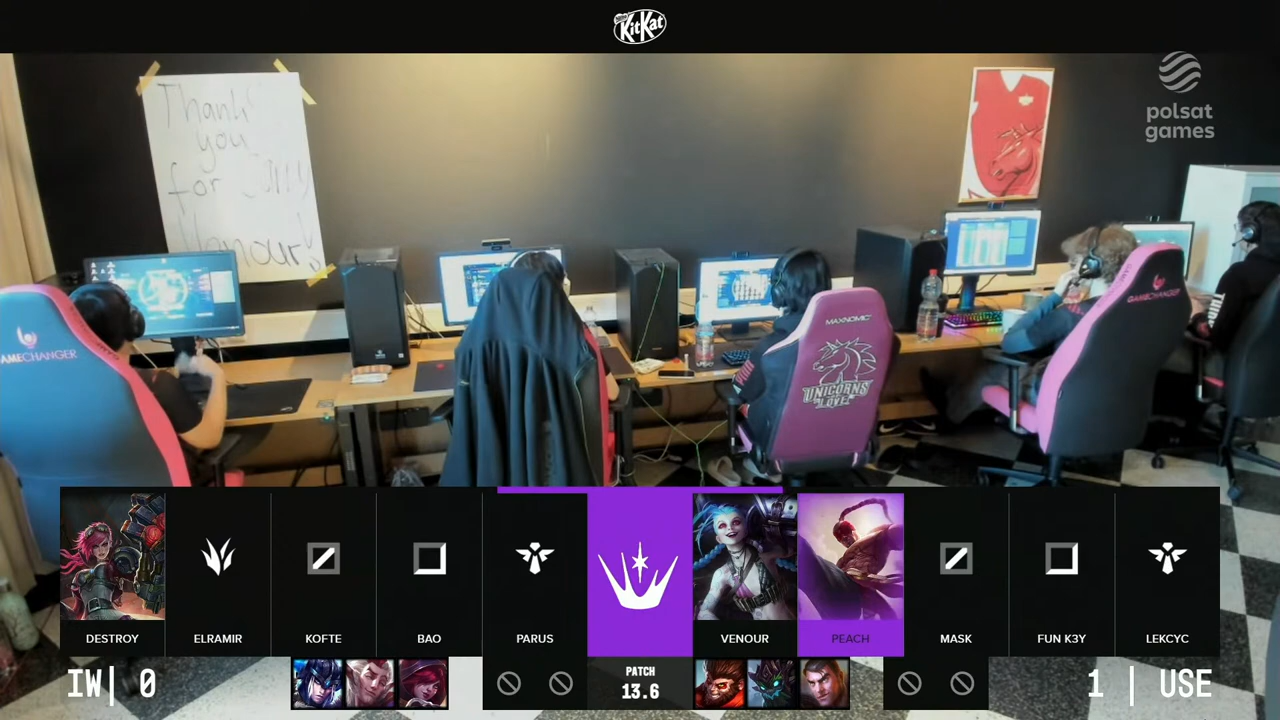 KitKat
polsat
games
Thank
you
for
Venour!
GAMECHANGER
MAXNOMIC
UNICORNS
LOVE
GAMECHANGER
DESTROY
ELRAMIR
KOFTE
BAO
PARUS
VENOUR
PEACH
MASK
FUN K3Y
LEKCYC
IW| 0
PATCH
13.6
1 | USE